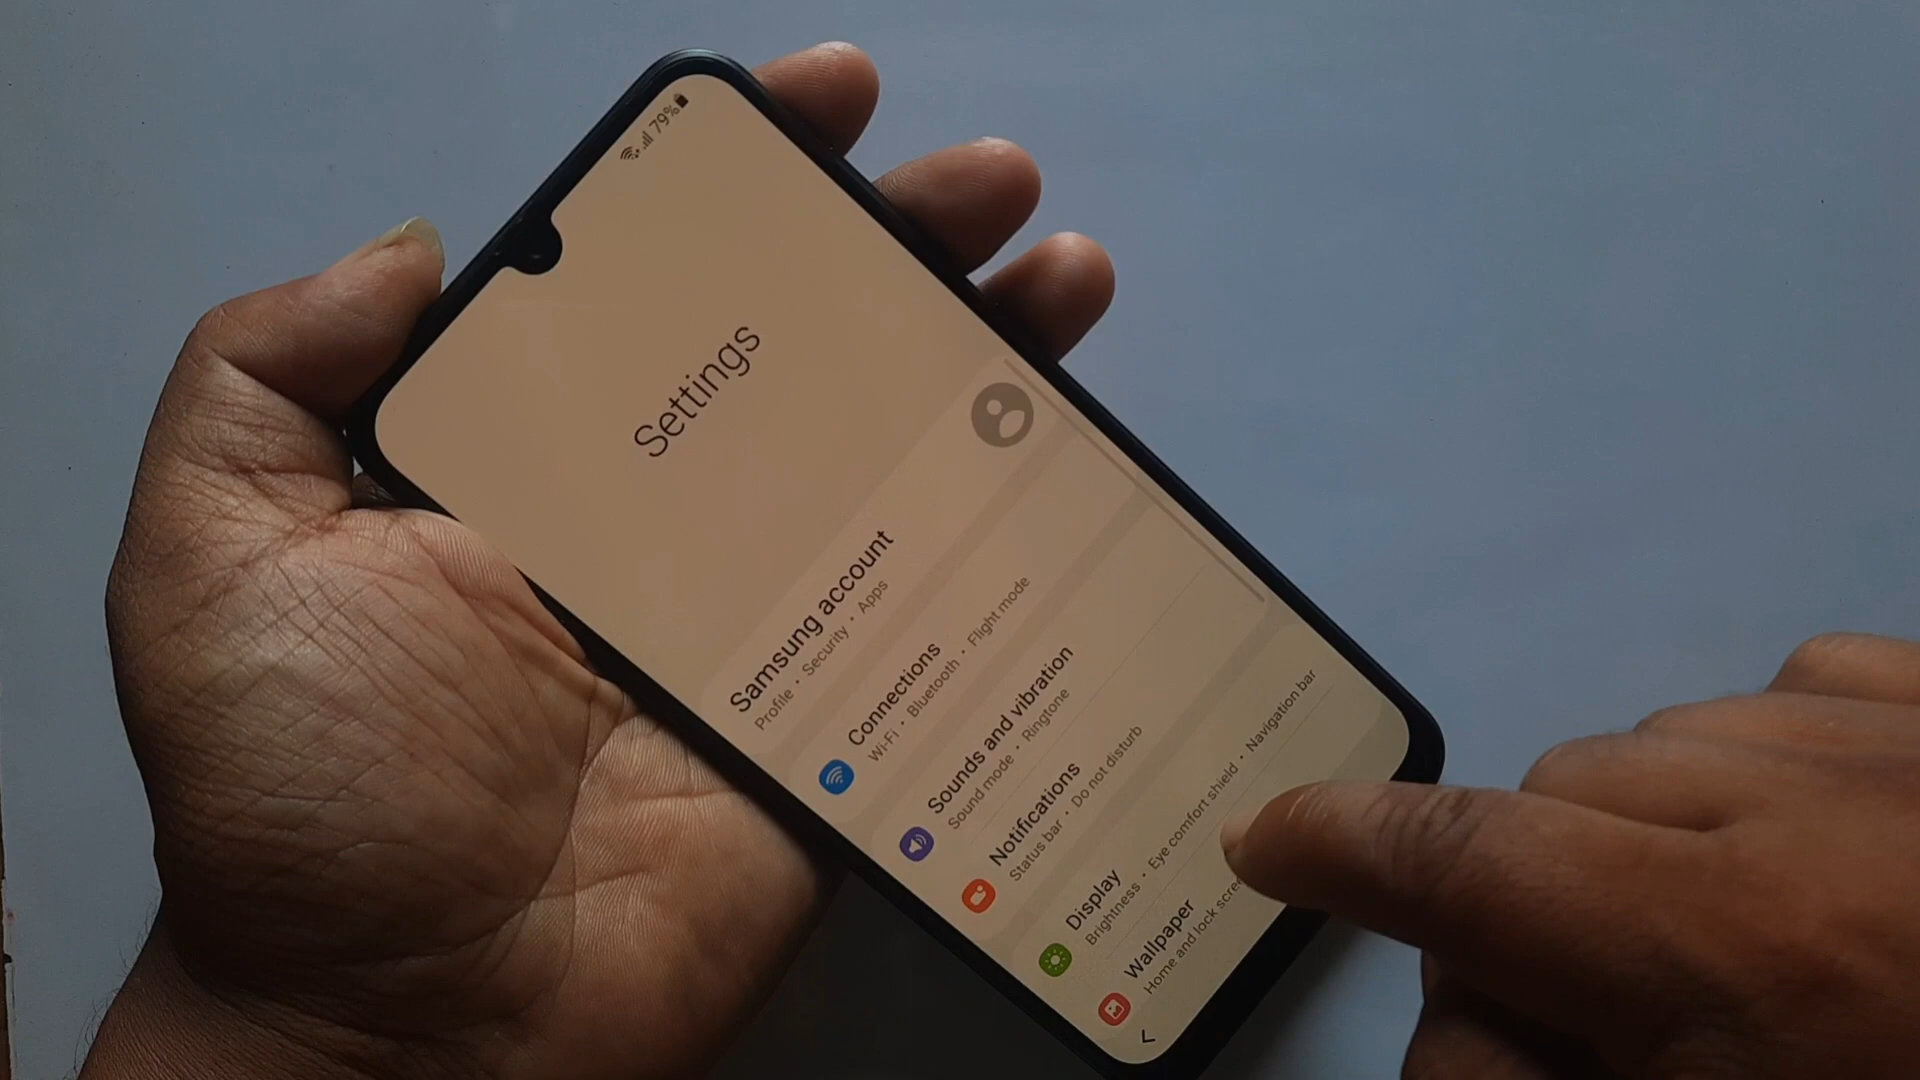 79%
Settings
Samsung account
Profile • Security • Apps
Connections
Wi-Fi • Bluetooth • Flight mode
Sounds and vibration
Sound mode • Ringtone
Notifications
Status bar • Do not disturb
Display
Brightness • Eye comfort shield • Navigation bar
Wallpaper
Home and lock